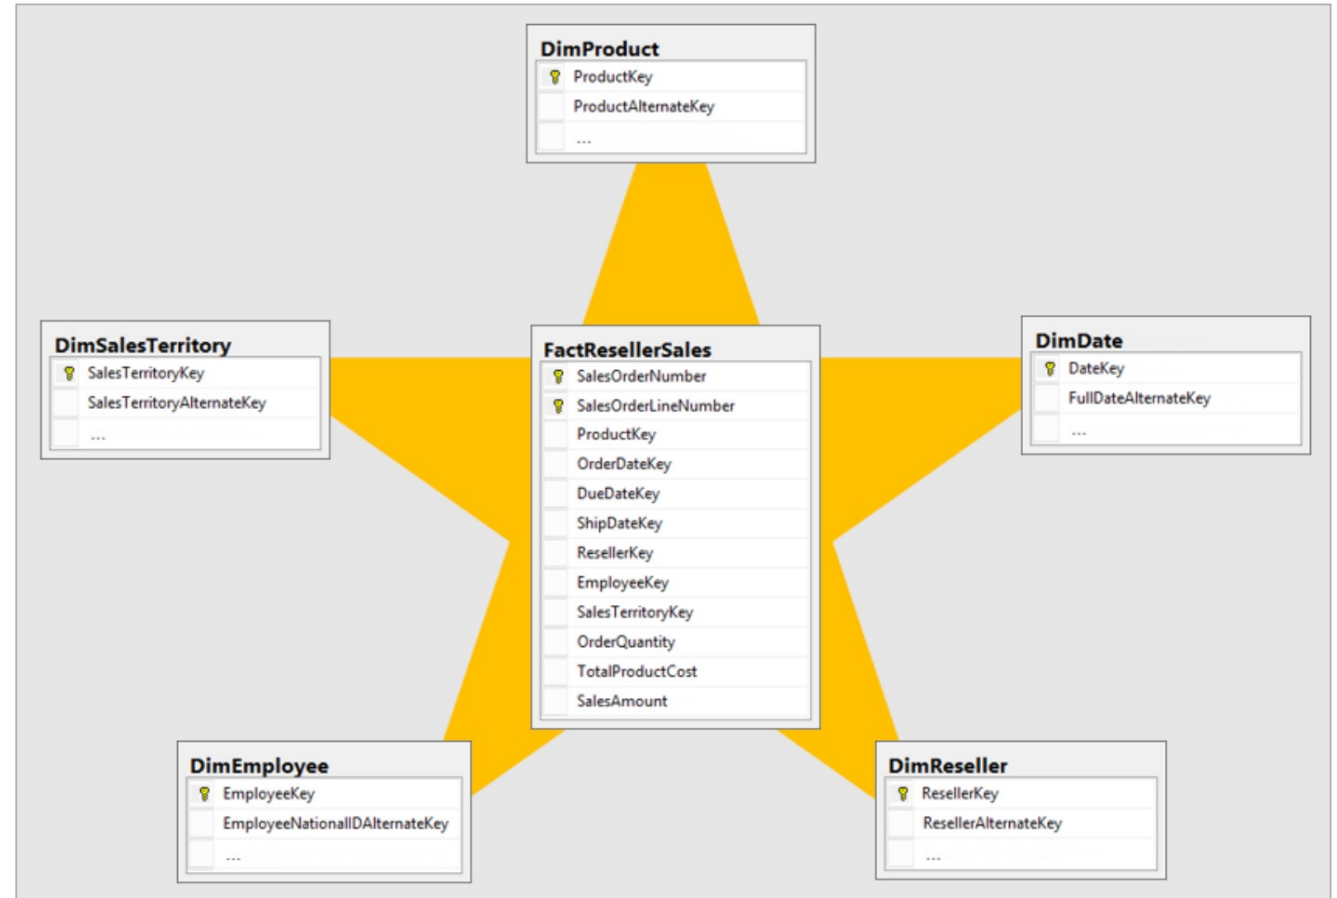 DimProduct
ProductKey
ProductAlternateKey
...
DimSalesTerritory
SalesTerritoryKey
SalesTerritoryAlternateKey
...
FactResellerSales
SalesOrderNumber
SalesOrderLineNumber
ProductKey
OrderDateKey
DueDateKey
ShipDateKey
ResellerKey
EmployeeKey
SalesTerritoryKey
OrderQuantity
TotalProductCost
SalesAmount
DimDate
DateKey
FullDateAlternateKey
...
DimEmployee
EmployeeKey
EmployeeNationalIDAlternateKey
...
DimReseller
ResellerKey
ResellerAlternateKey
...